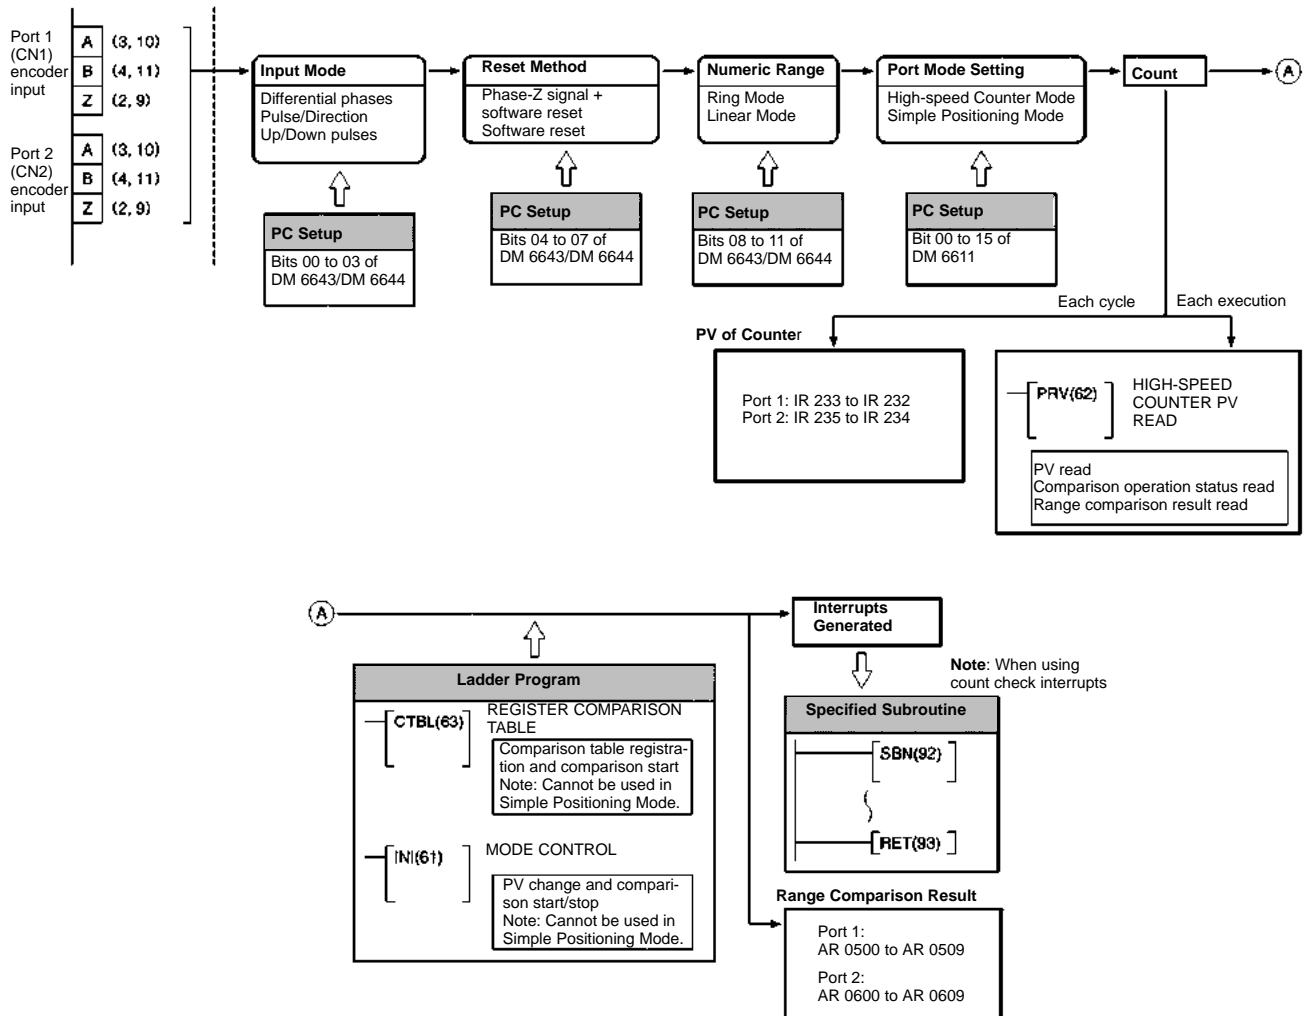 Port 1
(CN1)
encoder
input
A (3, 10)
B (4, 11)
Z (2, 9)
Port 2
(CN2)
encoder
input
A (3, 10)
B (4, 11)
Z (2, 9)
Input Mode
Differential phases
Pulse/Direction
Up/Down pulses
Reset Method
Phase-Z signal +
software reset
Software reset
Numeric Range
Ring Mode
Linear Mode
Port Mode Setting
High-speed Counter Mode
Simple Positioning Mode
Count
A
PC Setup
Bits 00 to 03 of
DM 6643/DM 6644
PC Setup
Bits 04 to 07 of
DM 6643/DM 6644
PC Setup
Bits 08 to 11 of
DM 6643/DM 6644
PC Setup
Bit 00 to 15 of
DM 6611
Each cycle
Each execution
PV of Counter
Port 1: IR 233 to IR 232
Port 2: IR 235 to IR 234
PRV(62)
HIGH-SPEED
COUNTER PV
READ
PV read
Comparison operation status read
Range comparison result read
A
Ladder Program
CTBL(63)
REGISTER COMPARISON
TABLE
Comparison table registra-
tion and comparison start
Note: Cannot be used in
Simple Positioning Mode.
INI(61)
MODE CONTROL
PV change and compari-
son start/stop
Note: Cannot be used in
Simple Positioning Mode.
Interrupts
Generated
Note: When using
count check interrupts
Specified Subroutine
SBN(92)
RET(93)
Range Comparison Result
Port 1:
AR 0500 to AR 0509
Port 2:
AR 0600 to AR 0609